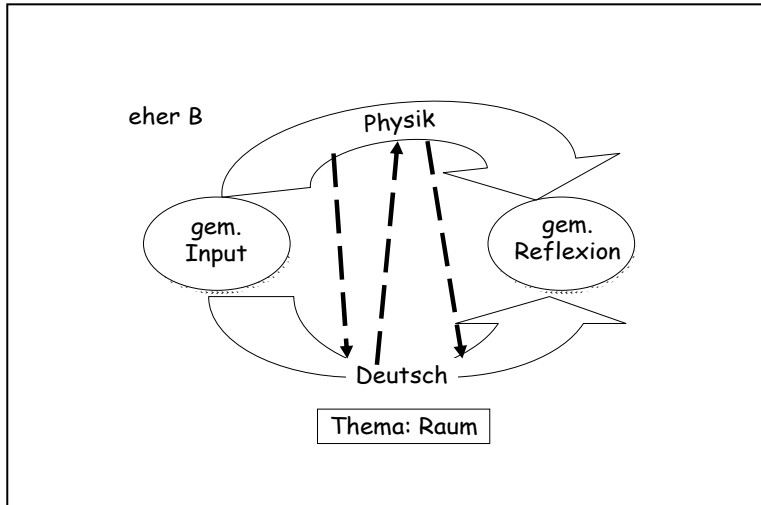 eher B
Physik
gem.
Input
gem.
Reflexion
Deutsch
Thema: Raum